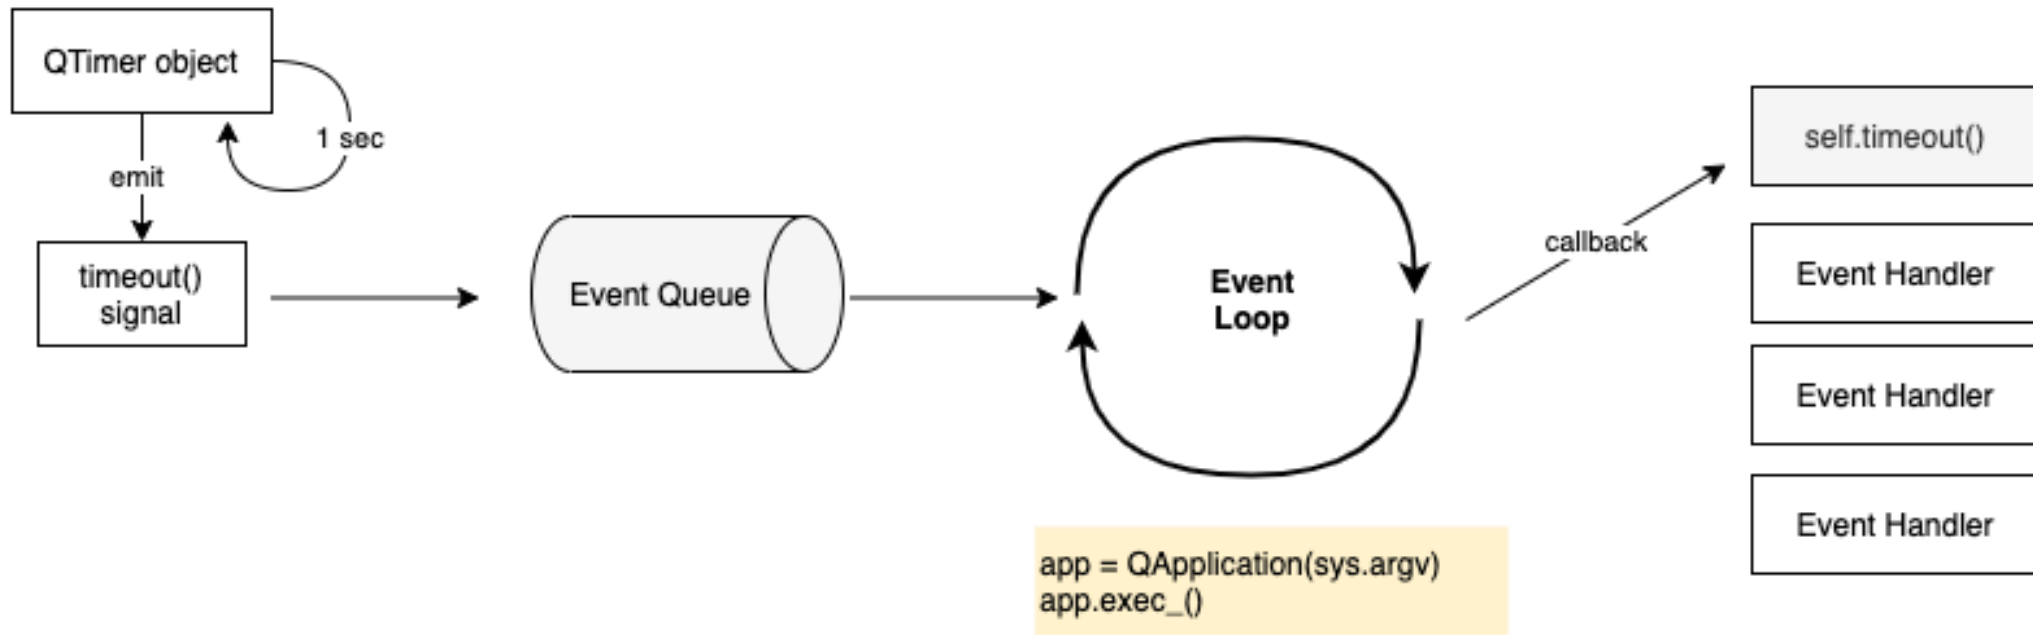 QTimer object
1 sec
emit
timeout()
signal
Event Queue
Event
Loop
callback
self.timeout()
Event Handler
Event Handler
Event Handler
app = QApplication(sys.argv)
app.exec_()